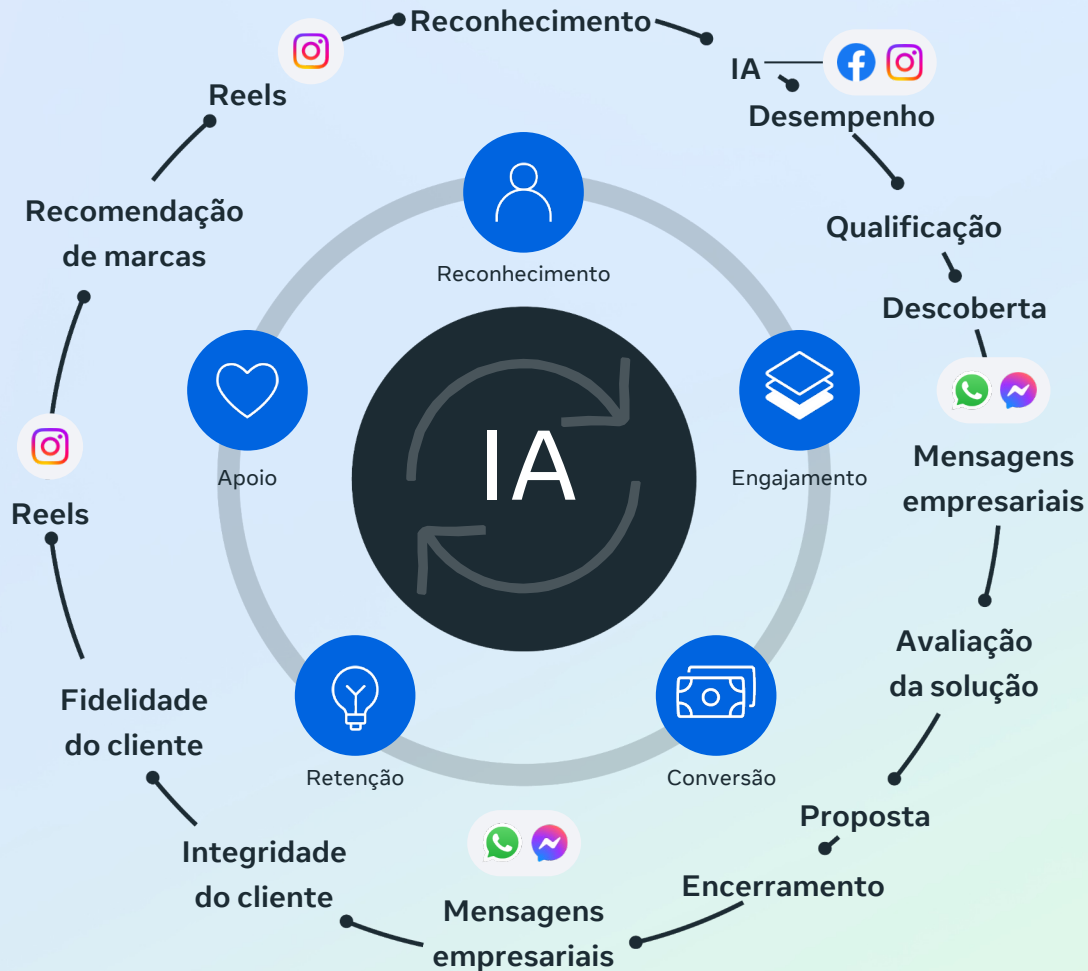 Reconhecimento
IA
Desempenho
Qualificação
Descoberta
Mensagens
empresariais
Avaliação
da solução
Proposta
Encerramento
Mensagens
empresariais
Integridade
do cliente
Fidelidade
do cliente
Reels
Recomendação
de marcas
Reels
Reconhecimento
Engajamento
Conversão
Retenção
Apoio
IA